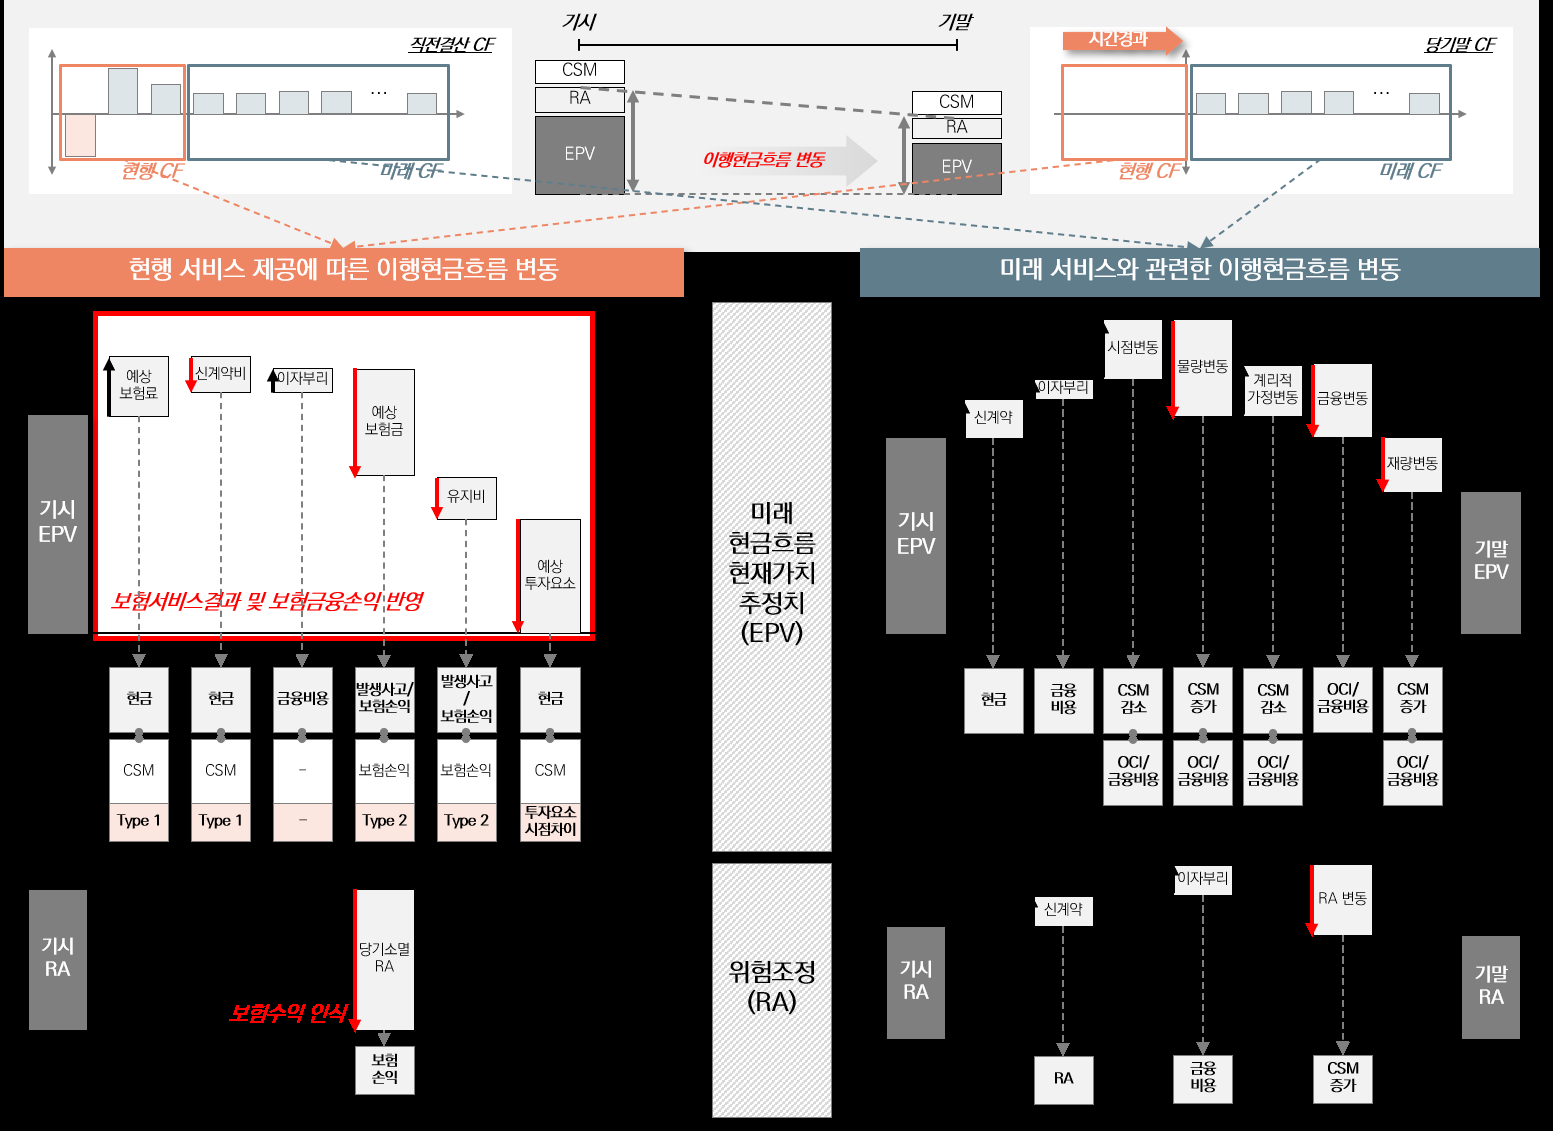 기시
기말
직전결산 CF
CSM
RA
EPV
현행 CF
미래 CF
이행현금흐름 변동
CSM
RA
EPV
시간경과
당기말 CF
현행 CF
미래 CF
현행 서비스 제공에 따른 이행현금흐름 변동
미래 서비스와 관련한 이행현금흐름 변동
기시
EPV
예상
보험료
신계약비
이자부리
예상
보험금
유지비
예상
투자요소
보험서비스결과 및 보험금융손익 반영
현금
현금
금융비용
발생사고/
보험손익
발생사고
/
보험손익
현금
CSM
CSM
–
보험손익
보험손익
CSM
Type 1
Type 1
–
Type 2
Type 2
투자요소
시점차이
미래
현금흐름
현재가치
추정치
(EPV)
기시
EPV
신계약
이자부리
시점변동
물량변동
계리적
가정변동
금융변동
재량변동
기말
EPV
현금
금융
비용
CSM
감소
CSM
증가
CSM
감소
OCI/
금융비용
CSM
증가
OCI/
금융비용
OCI/
금융비용
OCI/
금융비용
OCI/
금융비용
기시
RA
당기소멸
RA
보험수익 인식
보험
손익
위험조정
(RA)
기시
RA
신계약
이자부리
RA 변동
기말
RA
RA
금융
비용
CSM
증가